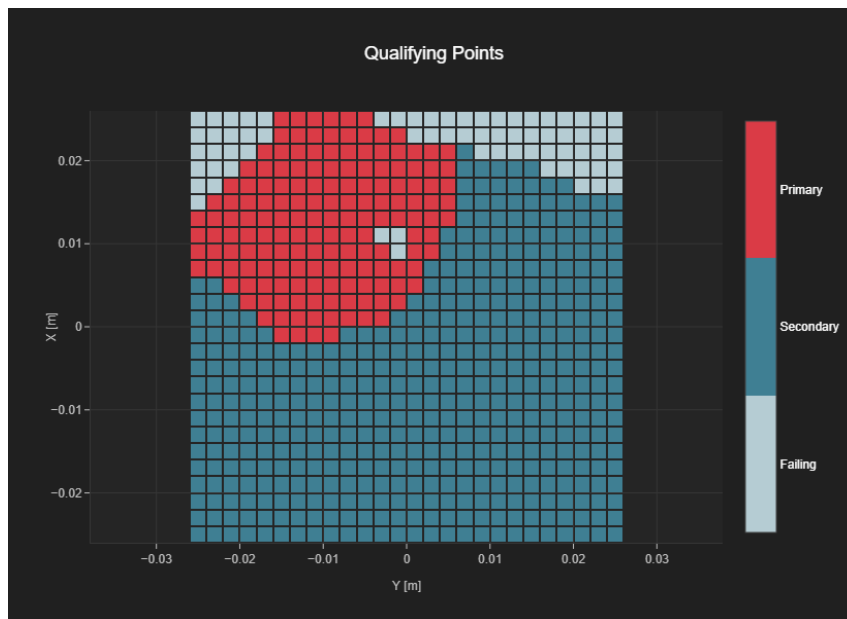 Qualifying Points
0.02
0.01
0
−0.01
−0.02
X [m]
−0.03
−0.02
−0.01
0
0.01
0.02
0.03
Y [m]
Primary
Secondary
Failing